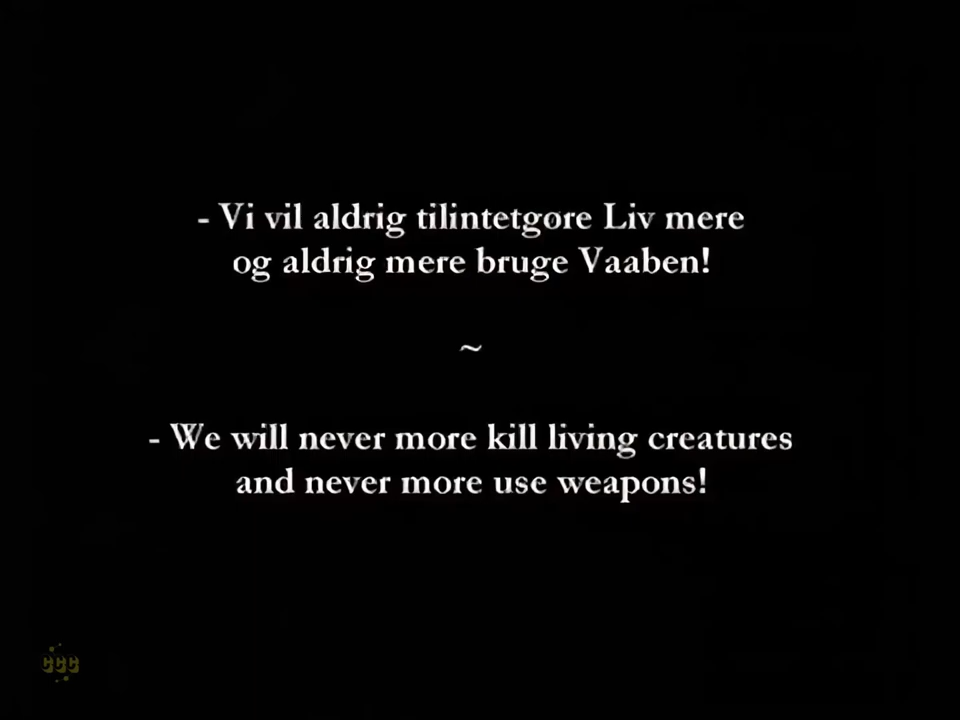 - Vi vil aldrig tilintetgøre Liv mere
og aldrig mere bruge Vaaben!
~
- We will never more kill living creatures
and never more use weapons!
CCC